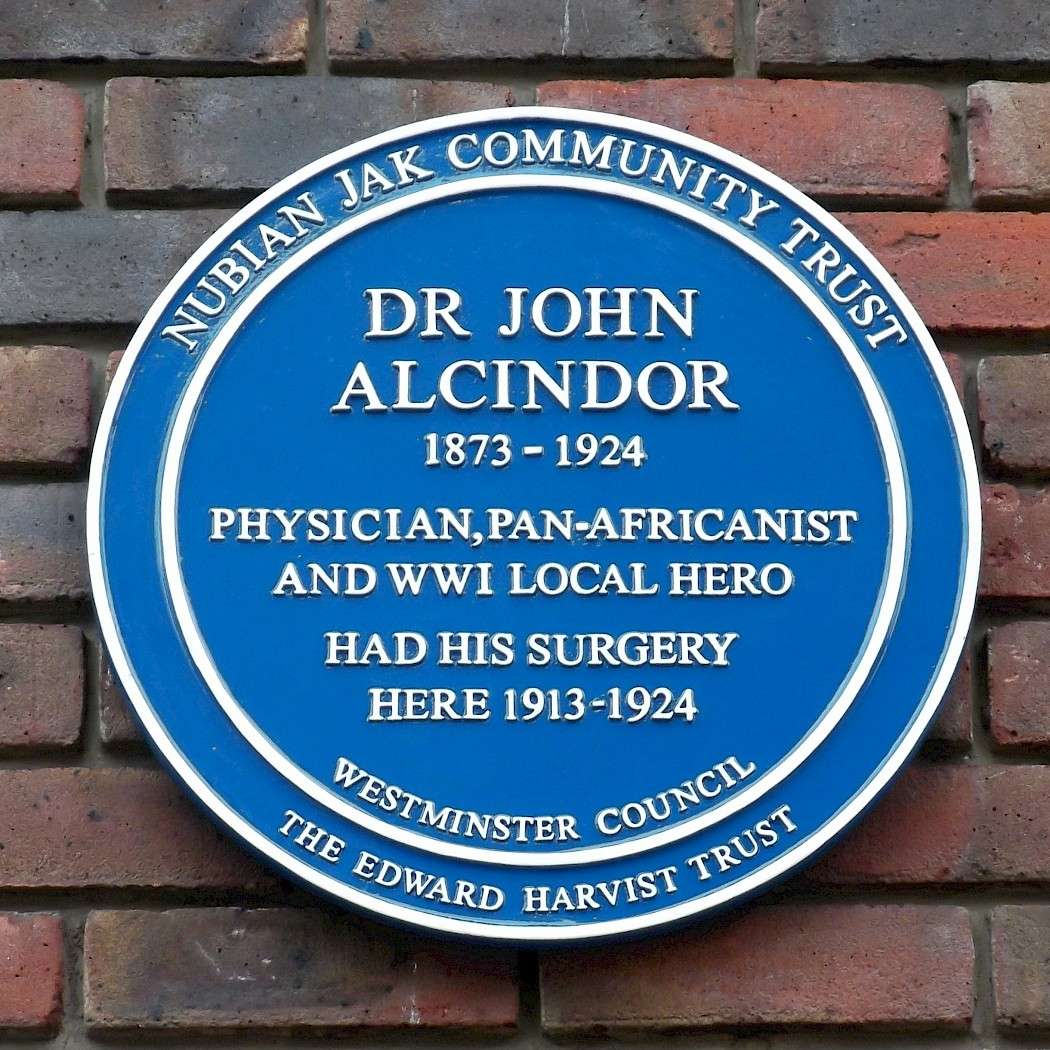 NUBIAN JAK COMMUNITY TRUST
DR JOHN
ALCINDOR
1873 - 1924
PHYSICIAN, PAN-AFRICANIST
AND WWI LOCAL HERO
HAD HIS SURGERY
HERE 1913-1924
WESTMINSTER COUNCIL
THE EDWARD HARVIST TRUST